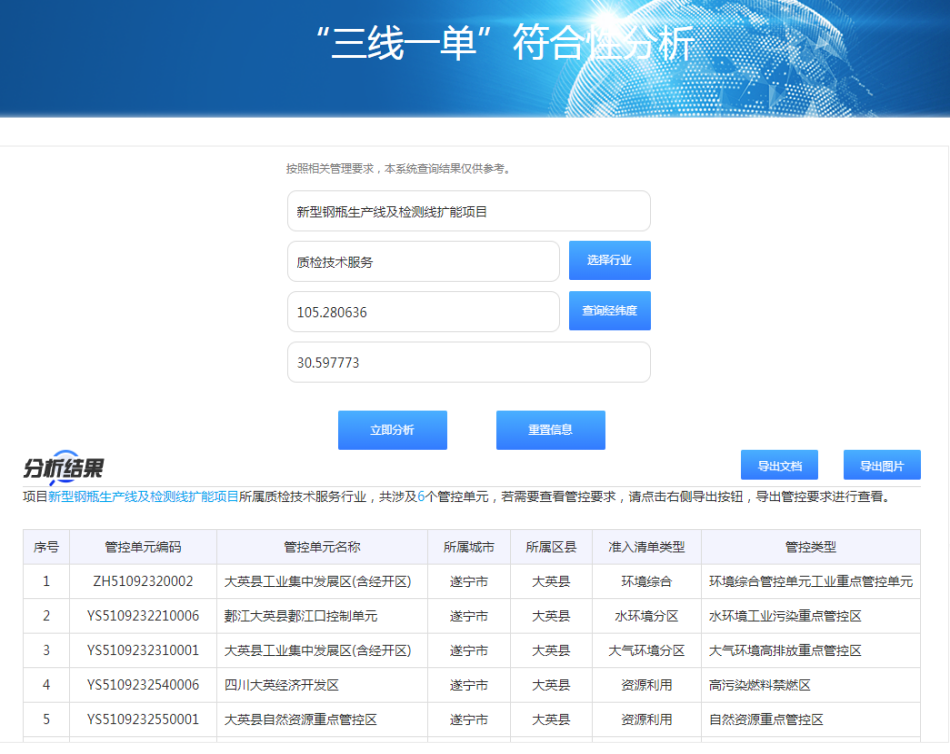 “三线一单”符合性分析
按照相关管理要求，本系统查询结果仅供参考。
新型钢瓶生产线及检测线扩能项目
质检技术服务 选择行业
105.280636 查询经纬度
30.597773
立即分析 重置信息
分析结果 导出文档 导出图片
项目新型钢瓶生产线及检测线扩能项目所属质检技术服务行业，共涉及6个管控单元，若需要查看管控要求，请点击右侧导出按钮，导出管控要求进行查看。
序号 管控单元编码 管控单元名称 所属城市 所属区县 准入清单类型 管控类型
1 ZH51092320002 大英县工业集中发展区(含经开区) 遂宁市 大英县 环境综合 环境综合管控单元工业重点管控单元
2 YS5109232210006 郪江大英县郪江口控制单元 遂宁市 大英县 水环境分区 水环境工业污染重点管控区
3 YS5109232310001 大英县工业集中发展区(含经开区) 遂宁市 大英县 大气环境分区 大气环境高排放重点管控区
4 YS5109232540006 四川大英经济开发区 遂宁市 大英县 资源利用 高污染燃料禁燃区
5 YS5109232550001 大英县自然资源重点管控区 遂宁市 大英县 资源利用 自然资源重点管控区